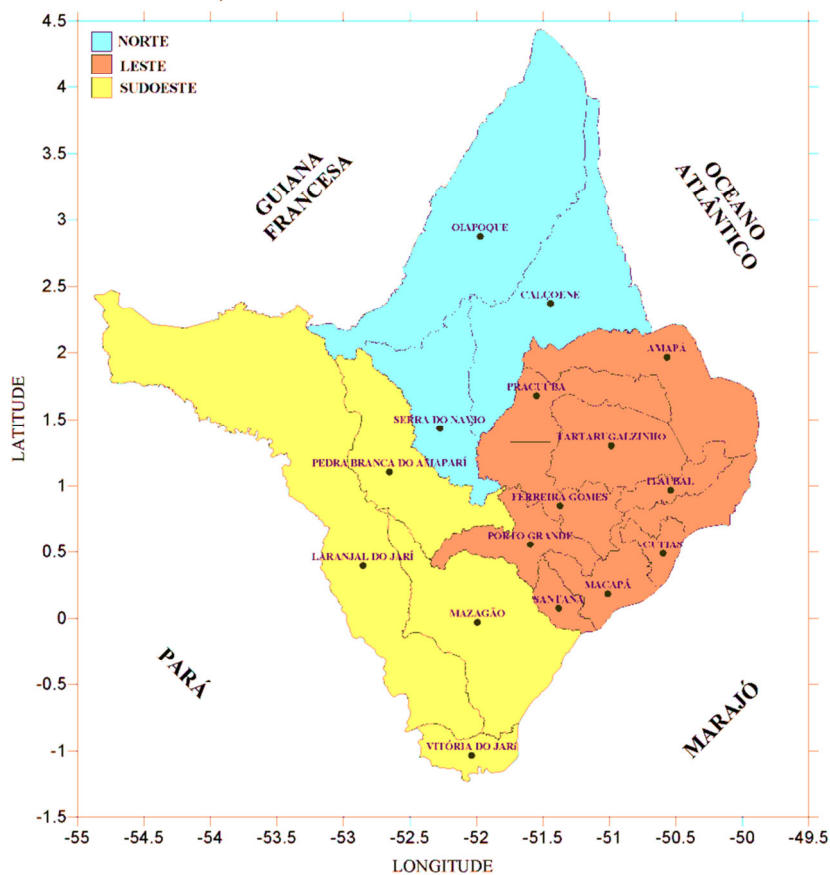 NORTE
LESTE
SUDOESTE
GUIANA
FRANCESA
OCEANO
ATLÂNTICO
OIAPOQUE
CALÇOENE
AMAPÁ
PRACUÚBA
SERRA DO NAVIO
TARTARUGALZINHO
PEDRA BRANCA DO AMAPARÍ
ITAUBAL
FERREIRA GOMES
PORTO GRANDE
CUTIAS
LARANJAL DO JARÍ
MACAPÁ
SANTANA
MAZAGÃO
PARÁ
MARAJÓ
VITÓRIA DO JARÍ
LATITUDE
4.5
4
3.5
3
2.5
2
1.5
1
0.5
0
-0.5
-1
-1.5
-55
-54.5
-54
-53.5
-53
-52.5
-52
-51.5
-51
-50.5
-50
-49.5
LONGITUDE